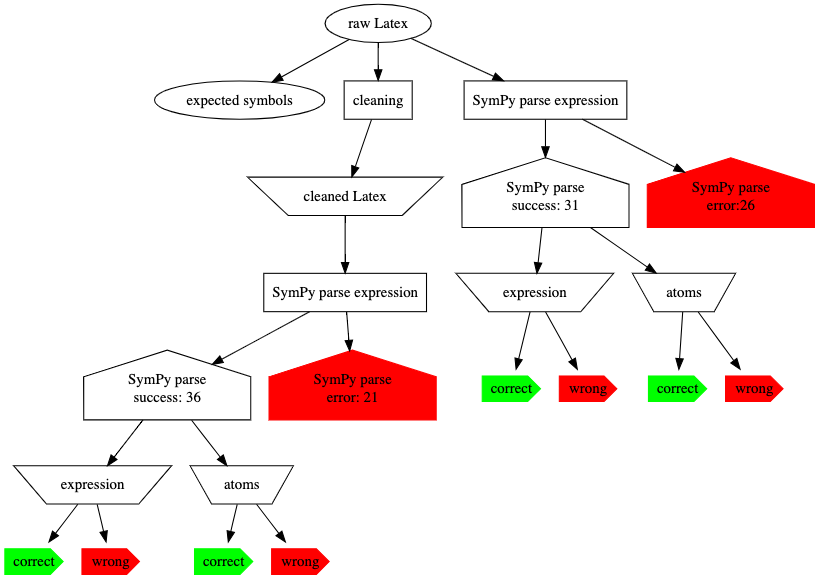 raw Latex
expected symbols
cleaning
SymPy parse expression
cleaned Latex
SymPy parse
success: 31
SymPy parse
error:26
SymPy parse expression
expression
atoms
SymPy parse
success: 36
SymPy parse
error: 21
correct
wrong
correct
wrong
expression
atoms
correct
wrong
correct
wrong